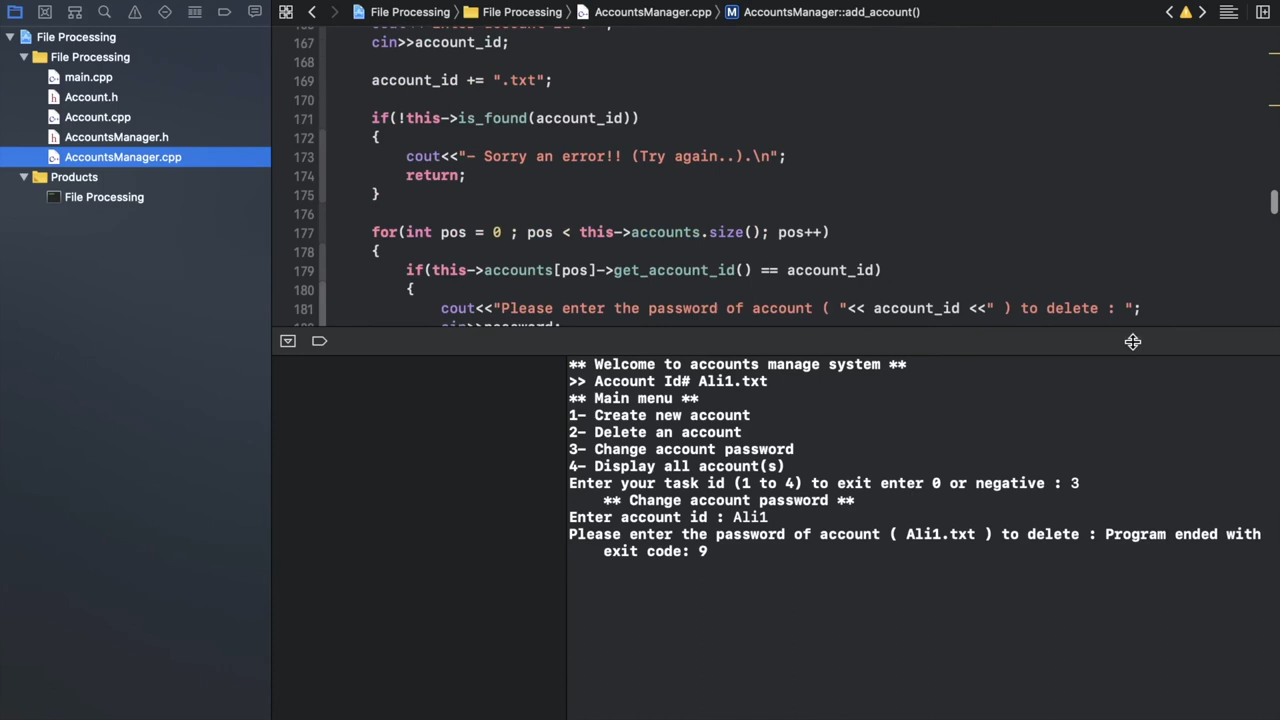 File Processing
File Processing
main.cpp
Account.h
Account.cpp
AccountsManager.h
AccountsManager.cpp
Products
File Processing
File Processing File Processing AccountsManager.cpp M AccountsManager::add_account()
167 cin>>account_id;
168
169 account_id += ".txt";
170
171 if(!this->is_found(account_id))
172 {
173 cout<<"- Sorry an error!! (Try again..).\n";
174 return;
175 }
176
177 for(int pos = 0 ; pos < this->accounts.size(); pos++)
178 {
179 if(this->accounts[pos]->get_account_id() == account_id)
180 {
181 cout<<"Please enter the password of account ( "<< account_id <<" ) to delete : ";
cin>>password;
** Welcome to accounts manage system **
>> Account Id# Ali1.txt
** Main menu **
1- Create new account
2- Delete an account
3- Change account password
4- Display all account(s)
Enter your task id (1 to 4) to exit enter 0 or negative : 3
** Change account password **
Enter account id : Ali1
Please enter the password of account ( Ali1.txt ) to delete : Program ended with
exit code: 9